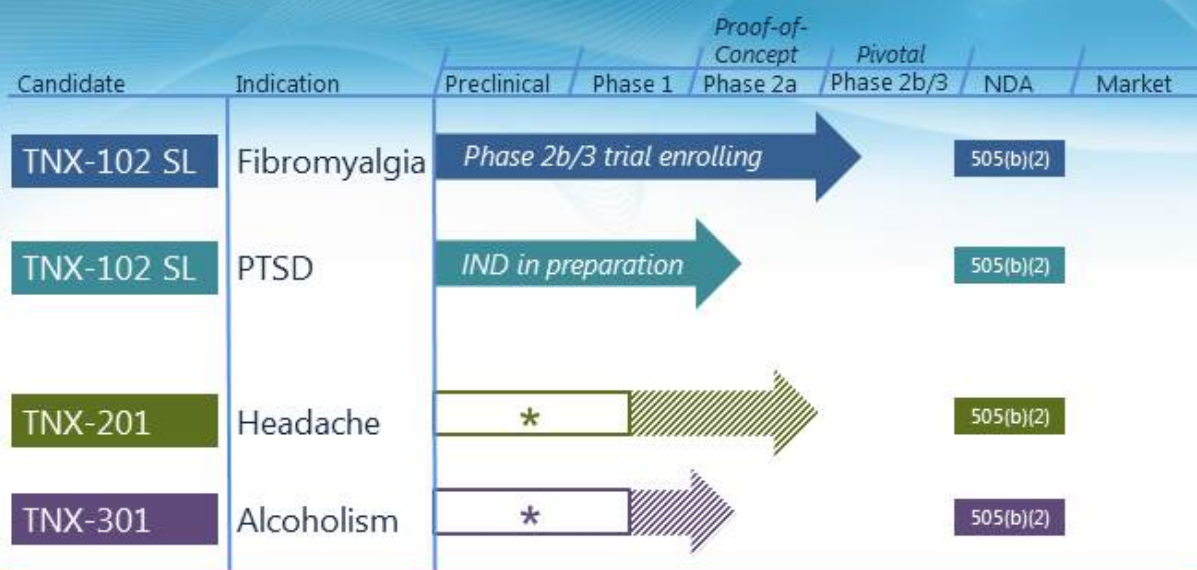 Proof-of-
Concept Pivotal
Candidate Indication Preclinical Phase 1 Phase 2a Phase 2b/3 NDA Market
TNX-102 SL Fibromyalgia Phase 2b/3 trial enrolling 505(b)(2)
TNX-102 SL PTSD IND in preparation 505(b)(2)
TNX-201 Headache * 505(b)(2)
TNX-301 Alcoholism * 505(b)(2)